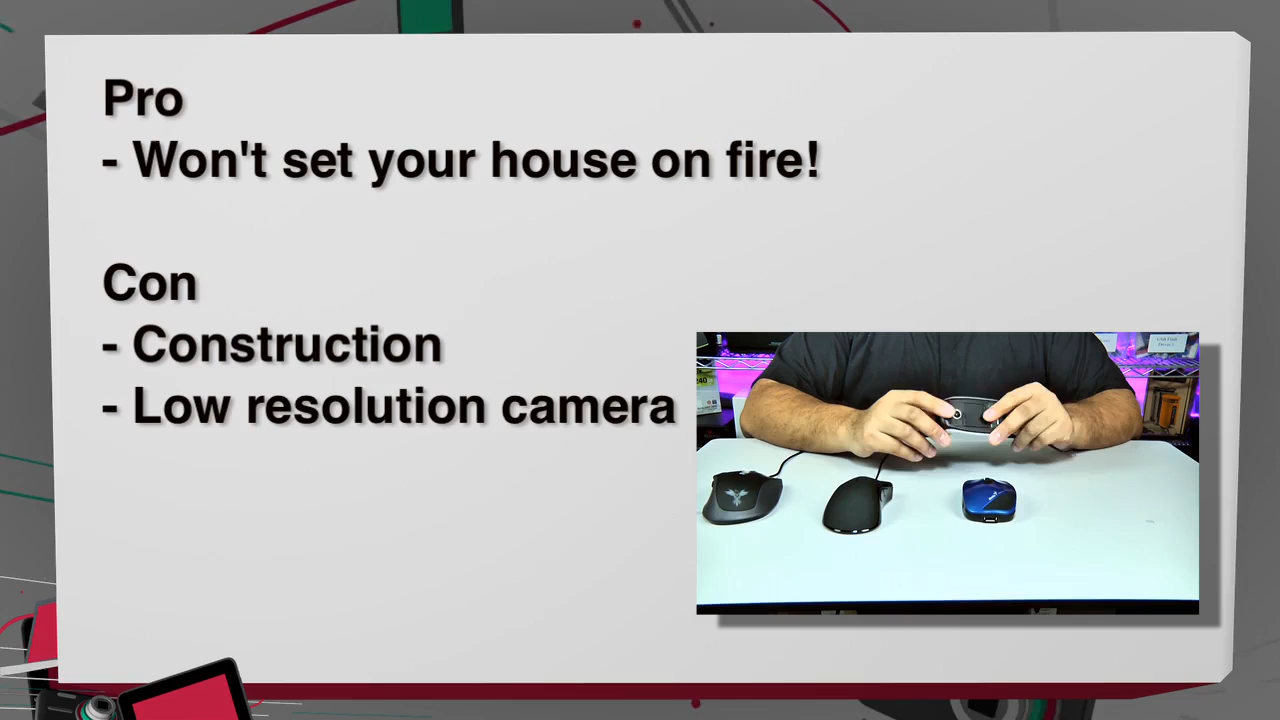 Pro
- Won't set your house on fire!
Con
- Construction
- Low resolution camera